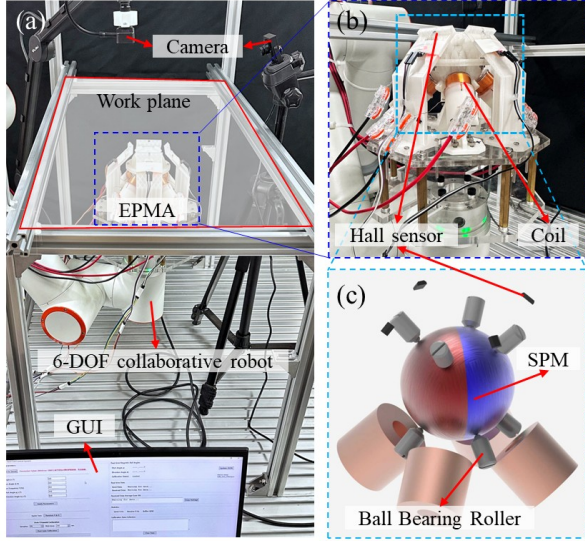 (a)
Camera
Work plane
EPMA
6-DOF collaborative robot
GUI
(b)
Hall sensor
Coil
(c)
SPM
Ball Bearing Roller